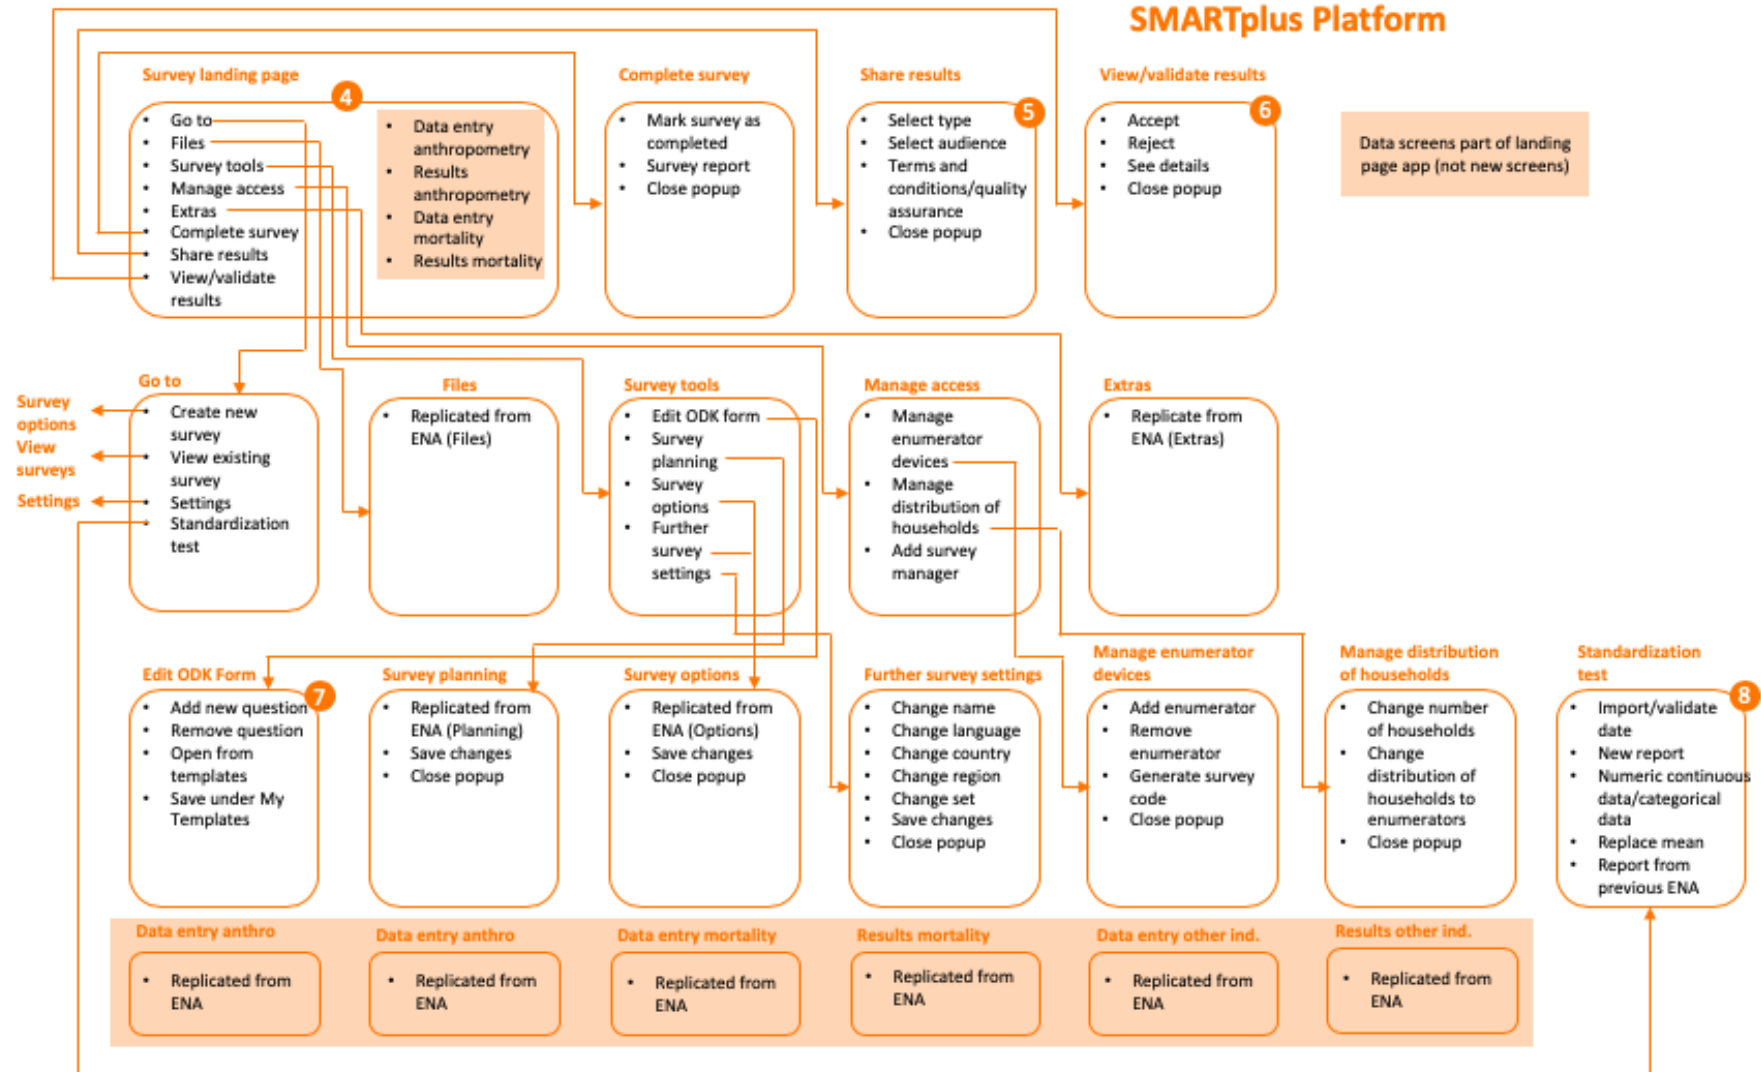 SMARTplus Platform
Survey landing page
4
• Go to
• Files
• Survey tools
• Manage access
• Extras
• Complete survey
• Share results
• View/validate
results
• Data entry
anthropometry
• Results
anthropometry
• Data entry
mortality
• Results mortality
Complete survey
• Mark survey as
completed
• Survey report
• Close popup
Share results
5
• Select type
• Select audience
• Terms and
conditions/quality
assurance
• Close popup
View/validate results
6
• Accept
• Reject
• See details
• Close popup
Data screens part of landing
page app (not new screens)
Survey
options
View
surveys
Settings
Go to
• Create new
survey
• View existing
survey
• Settings
• Standardization
test
Files
• Replicated from
ENA (Files)
Survey tools
• Edit ODK form
• Survey
planning
• Survey
options
• Further
survey
settings
Manage access
• Manage
enumerator
devices
• Manage
distribution of
households
• Add survey
manager
Extras
• Replicate from
ENA (Extras)
Edit ODK Form
7
• Add new question
• Remove question
• Open from
templates
• Save under My
Templates
Survey planning
• Replicated from
ENA (Planning)
• Save changes
• Close popup
Survey options
• Replicated from
ENA (Options)
• Save changes
• Close popup
Further survey settings
• Change name
• Change language
• Change country
• Change region
• Change set
• Save changes
• Close popup
Manage enumerator
devices
• Add enumerator
• Remove
enumerator
• Generate survey
code
• Close popup
Manage distribution
of households
• Change number
of households
• Change
distribution of
households to
enumerators
• Close popup
Standardization
test
8
• Import/validate
date
• New report
• Numeric continuous
data/categorical
data
• Replace mean
• Report from
previous ENA
Data entry anthro
• Replicated from
ENA
Data entry anthro
• Replicated from
ENA
Data entry mortality
• Replicated from
ENA
Results mortality
• Replicated from
ENA
Data entry other ind.
• Replicated from
ENA
Results other ind.
• Replicated from
ENA